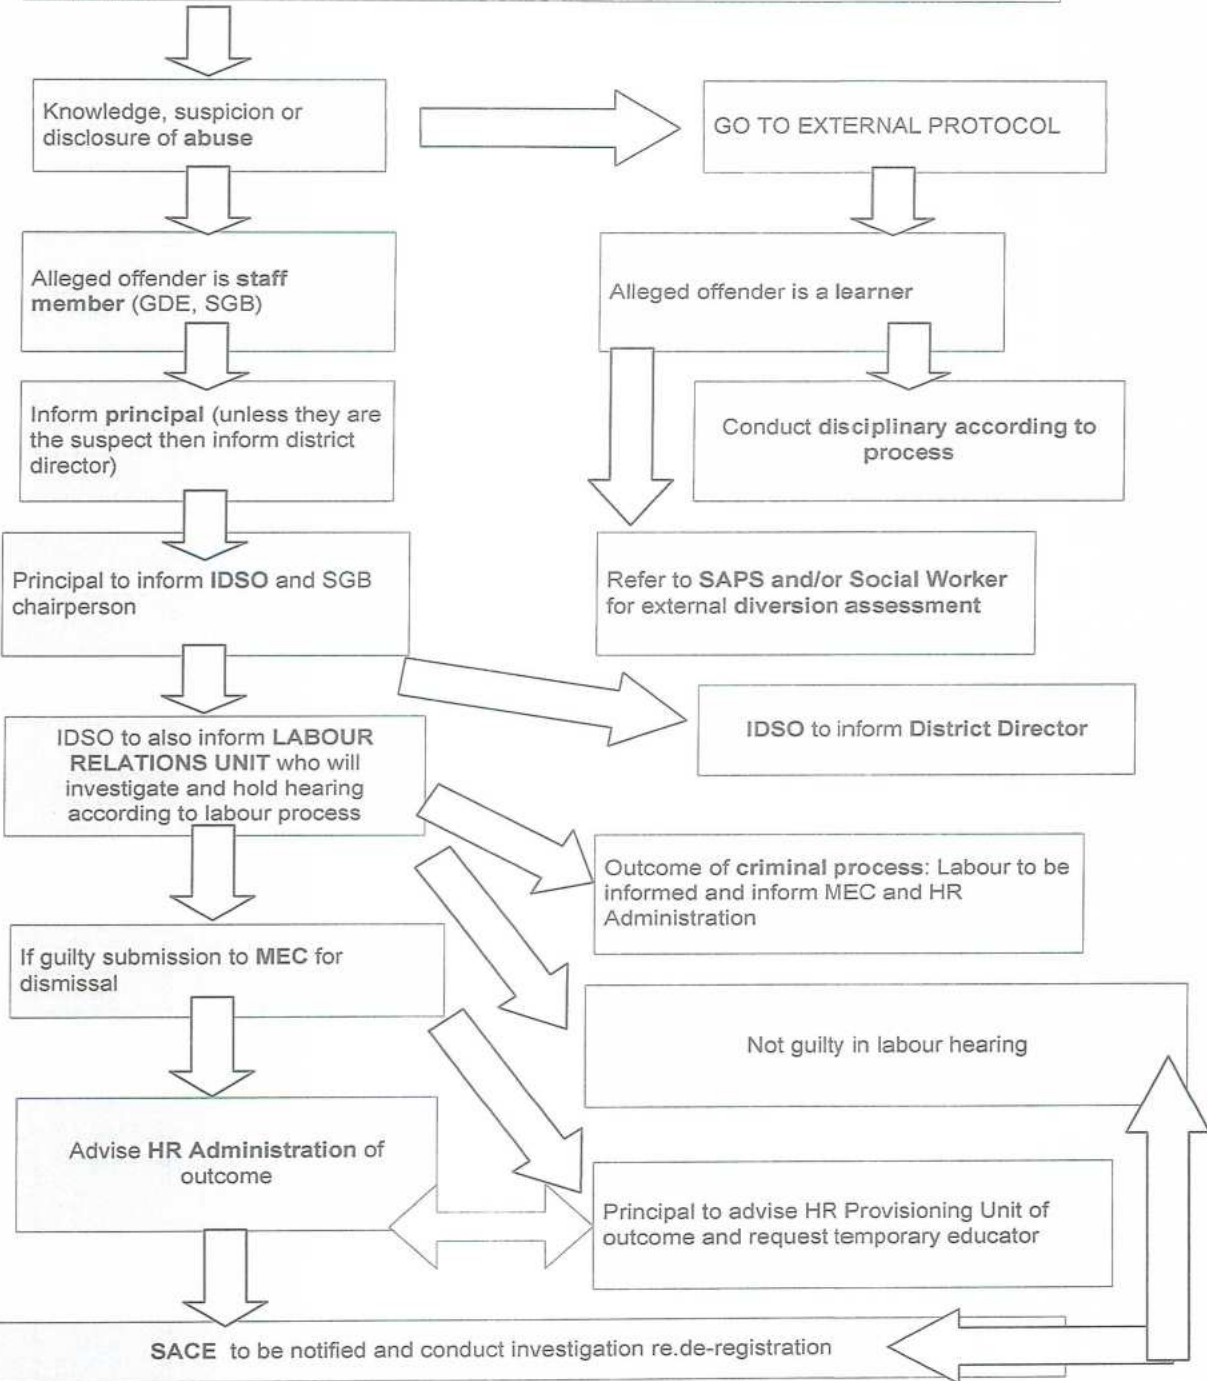 Knowledge, suspicion or
disclosure of abuse
GO TO EXTERNAL PROTOCOL
Alleged offender is staff
member (GDE, SGB)
Alleged offender is a learner
Inform principal (unless they are
the suspect then inform district
director)
Conduct disciplinary according to
process
Principal to inform IDSO and SGB
chairperson
Refer to SAPS and/or Social Worker
for external diversion assessment
IDSO to inform District Director
IDSO to also inform LABOUR
RELATIONS UNIT who will
investigate and hold hearing
according to labour process
Outcome of criminal process: Labour to be
informed and inform MEC and HR
Administration
If guilty submission to MEC for
dismissal
Not guilty in labour hearing
Advise HR Administration of
outcome
Principal to advise HR Provisioning Unit of
outcome and request temporary educator
SACE to be notified and conduct investigation re.de-registration